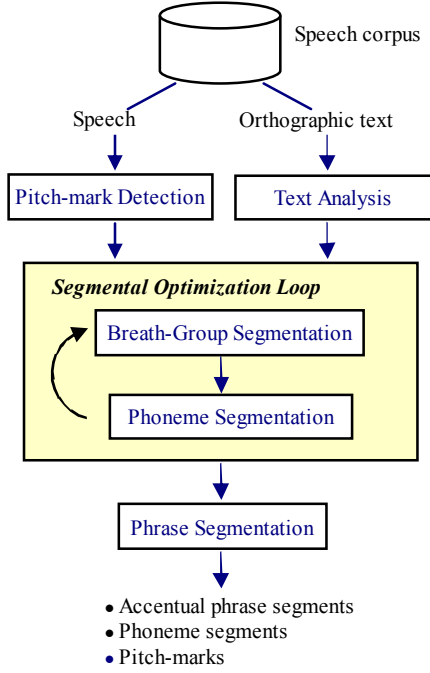 Speech corpus
Speech
Orthographic text
Pitch-mark Detection
Text Analysis
Segmental Optimization Loop
Breath-Group Segmentation
Phoneme Segmentation
Phrase Segmentation
• Accentual phrase segments
• Phoneme segments
• Pitch-marks